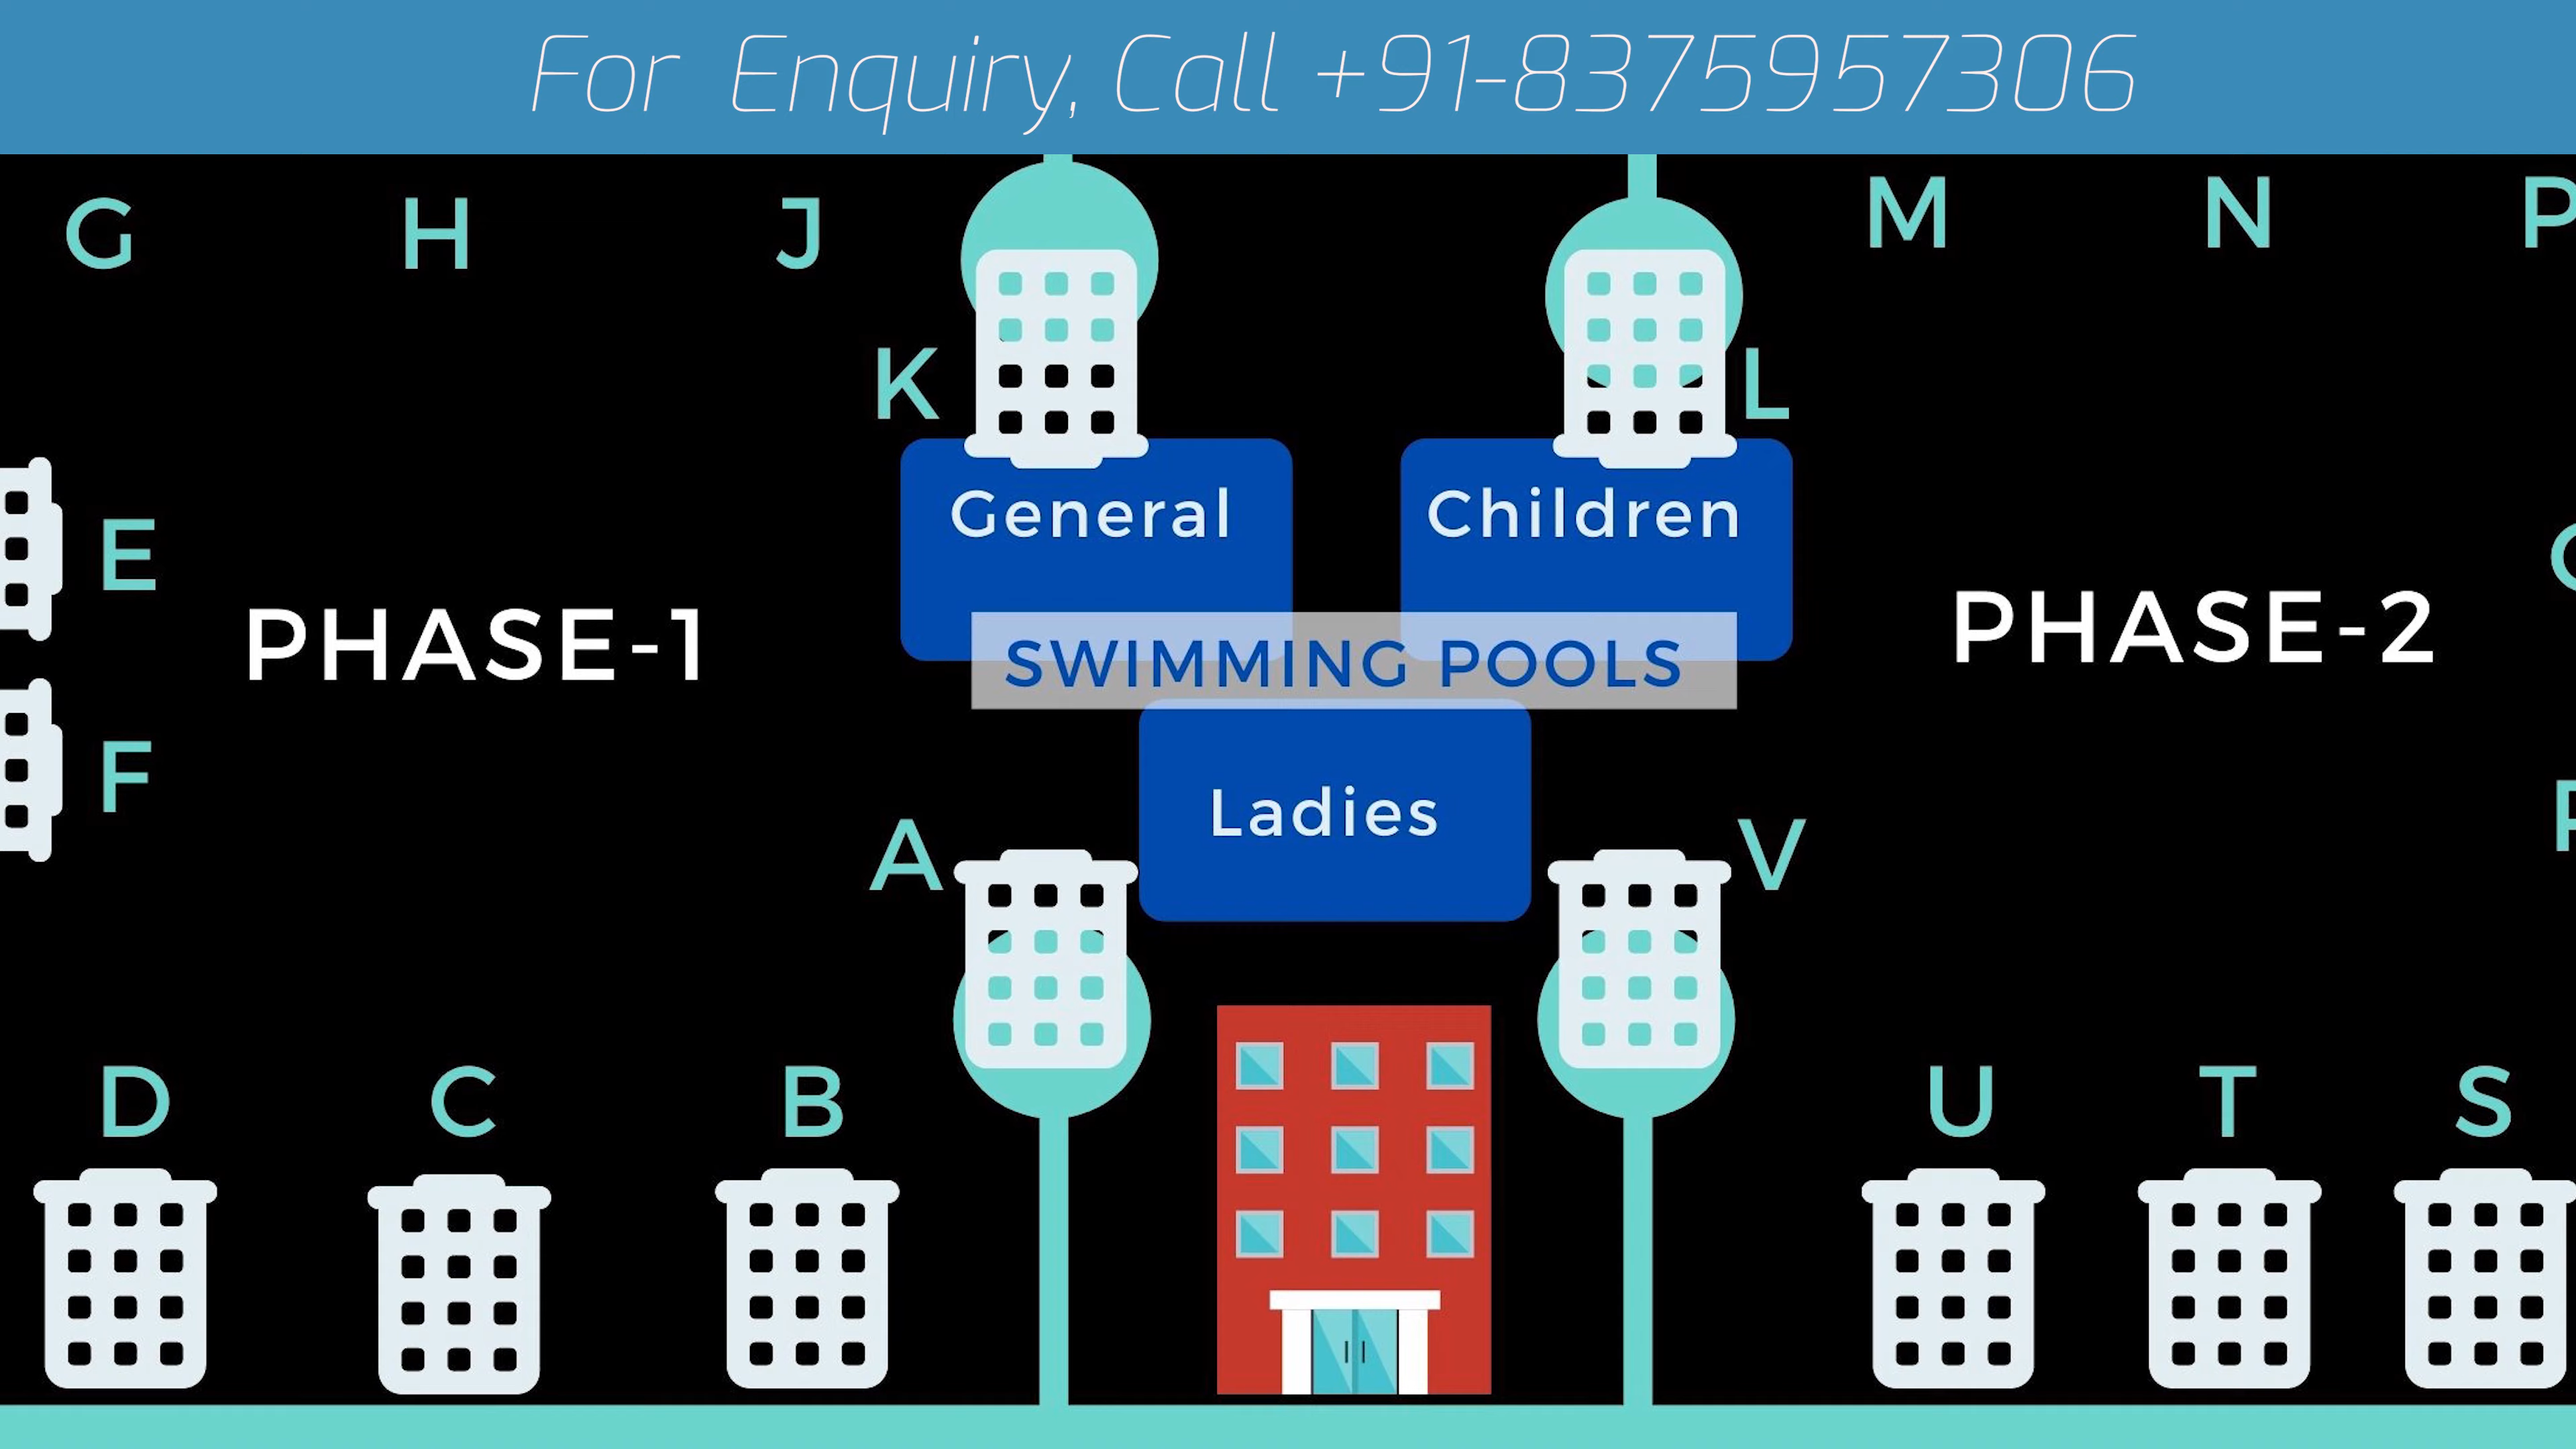 For Enquiry, Call +91-8375957306
G H J M N P
K L
General Children
E
PHASE-1 PHASE-2
SWIMMING POOLS
F
Ladies
A V
D C B U T S